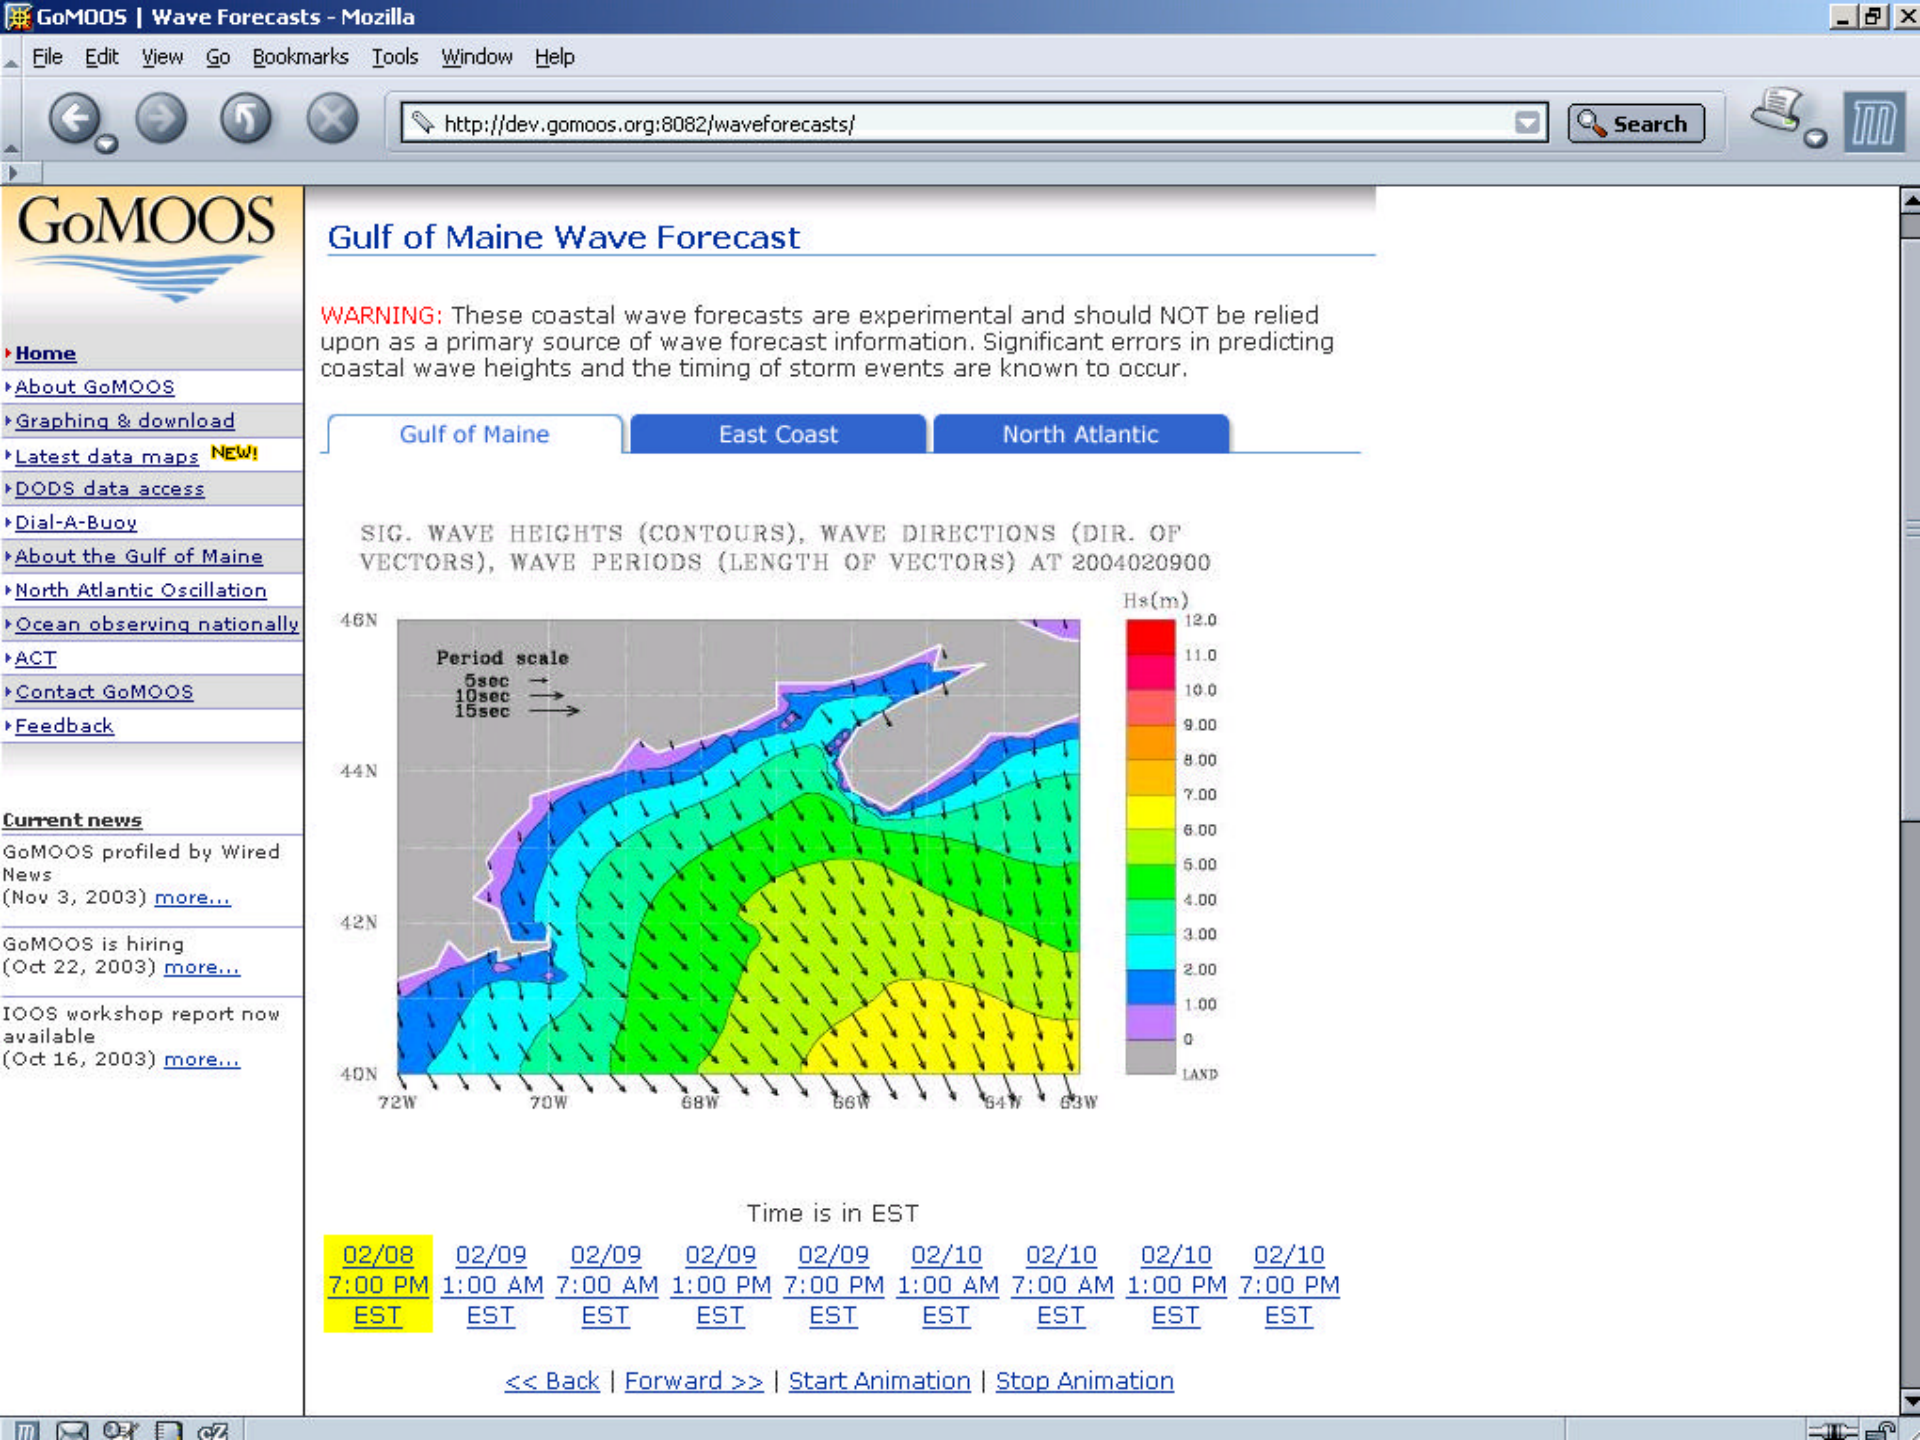 GoMOOS | Wave Forecasts - Mozilla
File Edit View Go Bookmarks Tools Window Help
http://dev.gomoos.org:8082/waveforecasts/
Search
GoMOOS
Home
About GoMOOS
Graphing & download
Latest data maps NEW!
DODS data access
Dial-A-Buoy
About the Gulf of Maine
North Atlantic Oscillation
Ocean observing nationally
ACT
Contact GoMOOS
Feedback
Current news
GoMOOS profiled by Wired
News
(Nov 3, 2003) more...
GoMOOS is hiring
(Oct 22, 2003) more...
IOOS workshop report now
available
(Oct 16, 2003) more...
Gulf of Maine Wave Forecast
WARNING: These coastal wave forecasts are experimental and should NOT be relied
upon as a primary source of wave forecast information. Significant errors in predicting
coastal wave heights and the timing of storm events are known to occur.
Gulf of Maine East Coast North Atlantic
SIG. WAVE HEIGHTS (CONTOURS), WAVE DIRECTIONS (DIR. OF
VECTORS), WAVE PERIODS (LENGTH OF VECTORS) AT 2004020900
Hs(m)
46N
44N
42N
40N
Period scale
5sec
10sec
15sec
72W 70W 68W 66W 64W 63W
12.0
11.0
10.0
9.00
8.00
7.00
6.00
5.00
4.00
3.00
2.00
1.00
0
LAND
Time is in EST
02/08 02/09 02/09 02/09 02/09 02/10 02/10 02/10 02/10
7:00 PM 1:00 AM 7:00 AM 1:00 PM 7:00 PM 1:00 AM 7:00 AM 1:00 PM 7:00 PM
EST EST EST EST EST EST EST EST EST
<< Back | Forward >> | Start Animation | Stop Animation